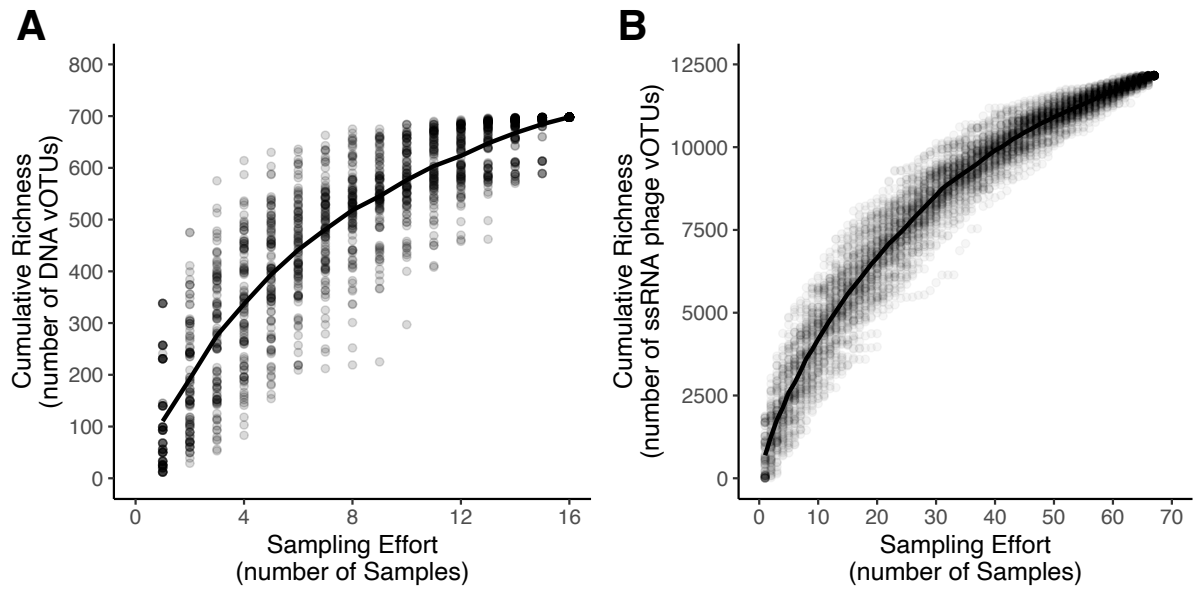 A
800
700
600
500
400
300
200
100
0
Cumulative Richness
(number of DNA vOTUs)
0 4 8 12 16
Sampling Effort
(number of Samples)
B
12500
10000
7500
5000
2500
0
Cumulative Richness
(number of ssRNA phage vOTUs)
0 10 20 30 40 50 60 70
Sampling Effort
(number of Samples)